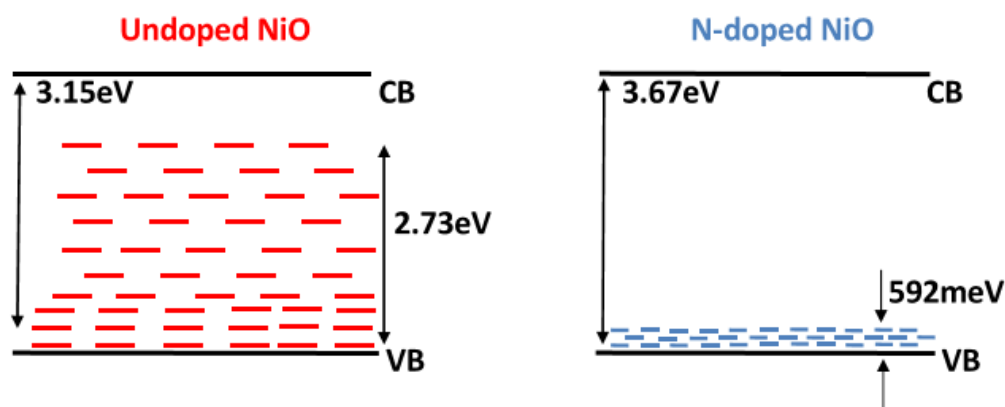 Undoped NiO
N-doped NiO
3.15eV
CB
3.67eV
CB
2.73eV
592meV
VB
VB